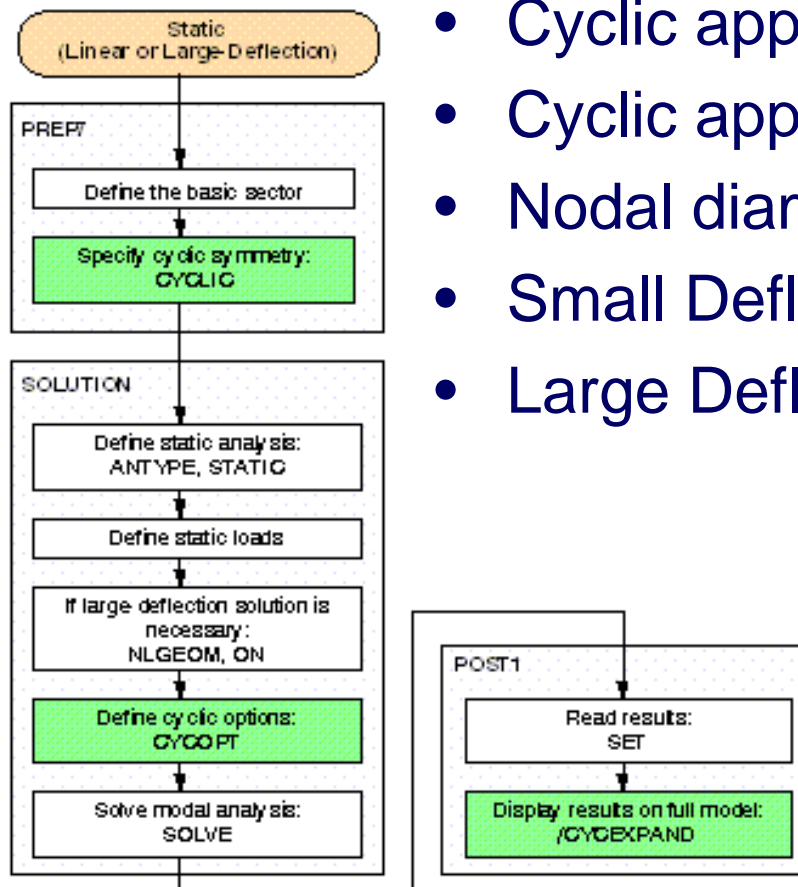 Static
(Linear or Large-Deflection)
PREP7
Define the basic sector
Specify cyclic symmetry:
CYCLIC
SOLUTION
Define static analysis:
ANTYPE, STATIC
Define static loads
If large deflection solution is
necessary:
NLGEOM, ON
Define cyclic options:
CYCOPT
Solve modal analysis:
SOLVE
• Cyclic app
• Cyclic app
• Nodal diam
• Small Defl
• Large Defl
POST1
Read results:
SET
Display results on full model:
/CYCEXPAND